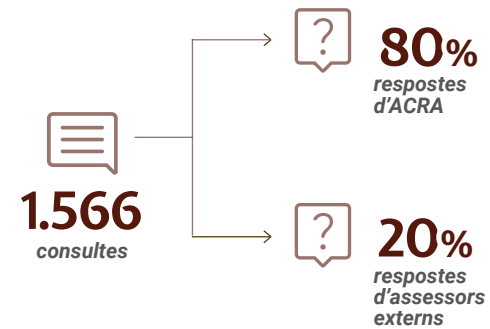 1.566
consultes
80%
respostes
d’ACRA
20%
respostes
d’assessors
externs